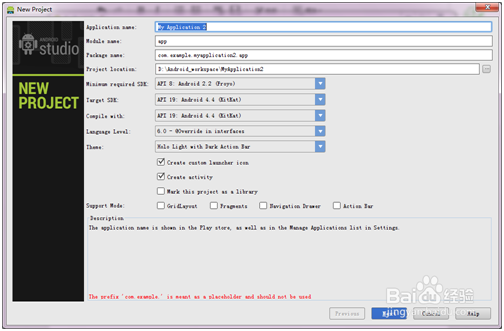 New Project
ANDROID
studio
NEW
PROJECT
Application name: My Application 2
Module name: app
Package name: com.example.myapplication2.app
Project location: D:\Android_workspace\MyApplication2
Minimum required SDK: API 8: Android 2.2 (Froyo)
Target SDK: API 19: Android 4.4 (KitKat)
Compile with: API 19: Android 4.4 (KitKat)
Language Level: 6.0 - @Override in interfaces
Theme: Holo Light with Dark Action Bar
Create custom launcher icon
Create activity
Mark this project as a library
Support Mode: GridLayout Fragments Navigation Drawer Action Bar
Description
The application name is shown in the Play store, as well as in the Manage Applications list in Settings.
The prefix 'com.example' is meant as a placeholder and should not be used
Previous Cancel Help
Baidu 经验